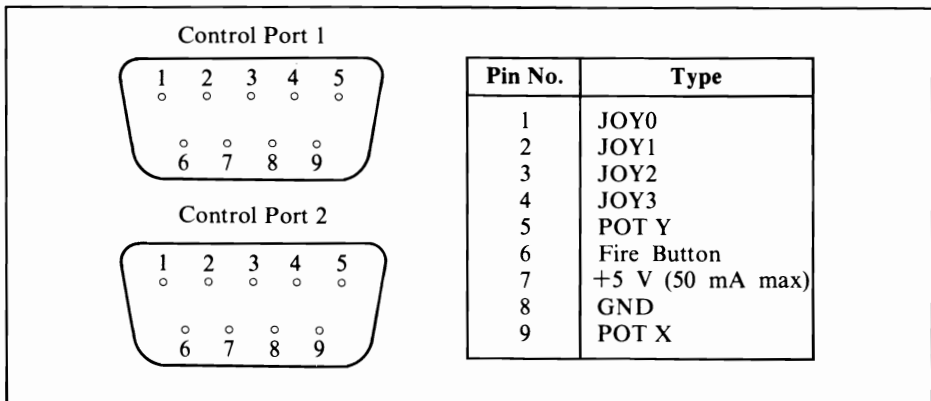 Control Port 1
1 2 3 4 5
6 7 8 9
Control Port 2
1 2 3 4 5
6 7 8 9
Pin No. Type
1 JOY0
2 JOY1
3 JOY2
4 JOY3
5 POT Y
6 Fire Button
7 +5 V (50 mA max)
8 GND
9 POT X